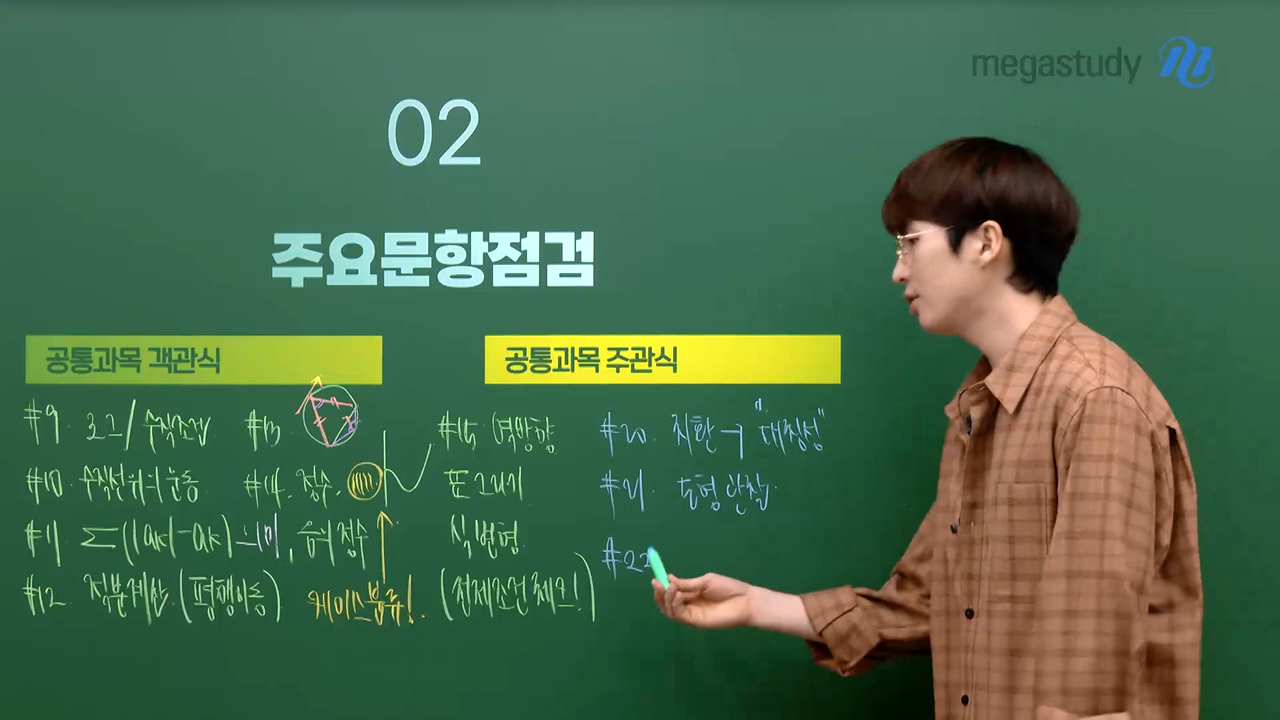 megastudy
02
주요문항점검
공통과목 객관식
#9. 로그/수직조건
#10. 수직선 위의 운동
#11. Σ(|ak|-ak) 의미, 음의 정수
#12. 적분계산 (평행이동)
#13.
#14. 정수.
케이스분류!
#15. 역방향
표 그리기
식 변형
(전제조건 체크!)
공통과목 주관식
#20. 치환 → "대칭성"
#21. 도형 관찰.
#22